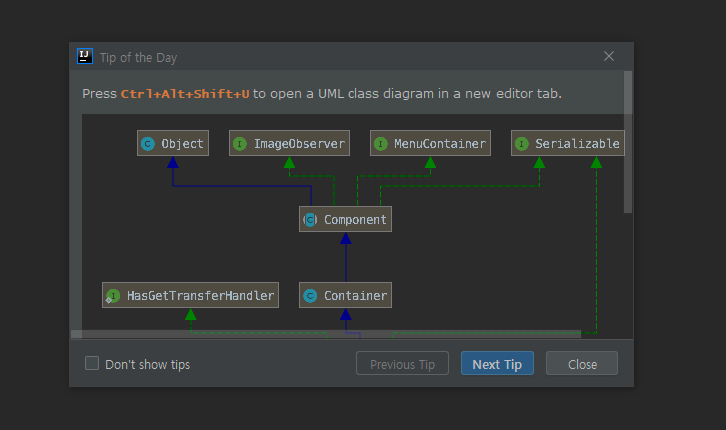 IJ Tip of the Day
Press Ctrl+Alt+Shift+U to open a UML class diagram in a new editor tab.
C Object I ImageObserver I MenuContainer I Serializable
C Component
I HasGetTransferHandler C Container
Don't show tips Previous Tip Next Tip Close